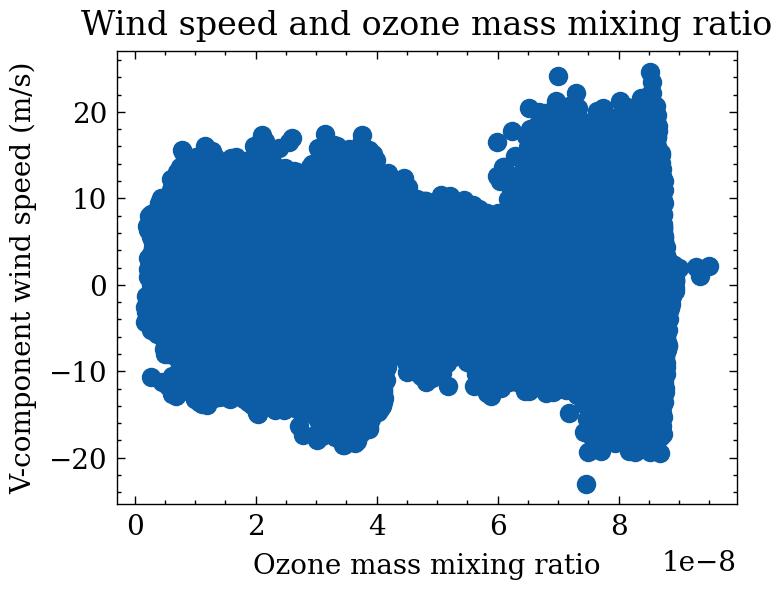 Wind speed and ozone mass mixing ratio
V-component wind speed (m/s)
20
10
0
−10
−20
0 2 4 6 8
Ozone mass mixing ratio
1e−8